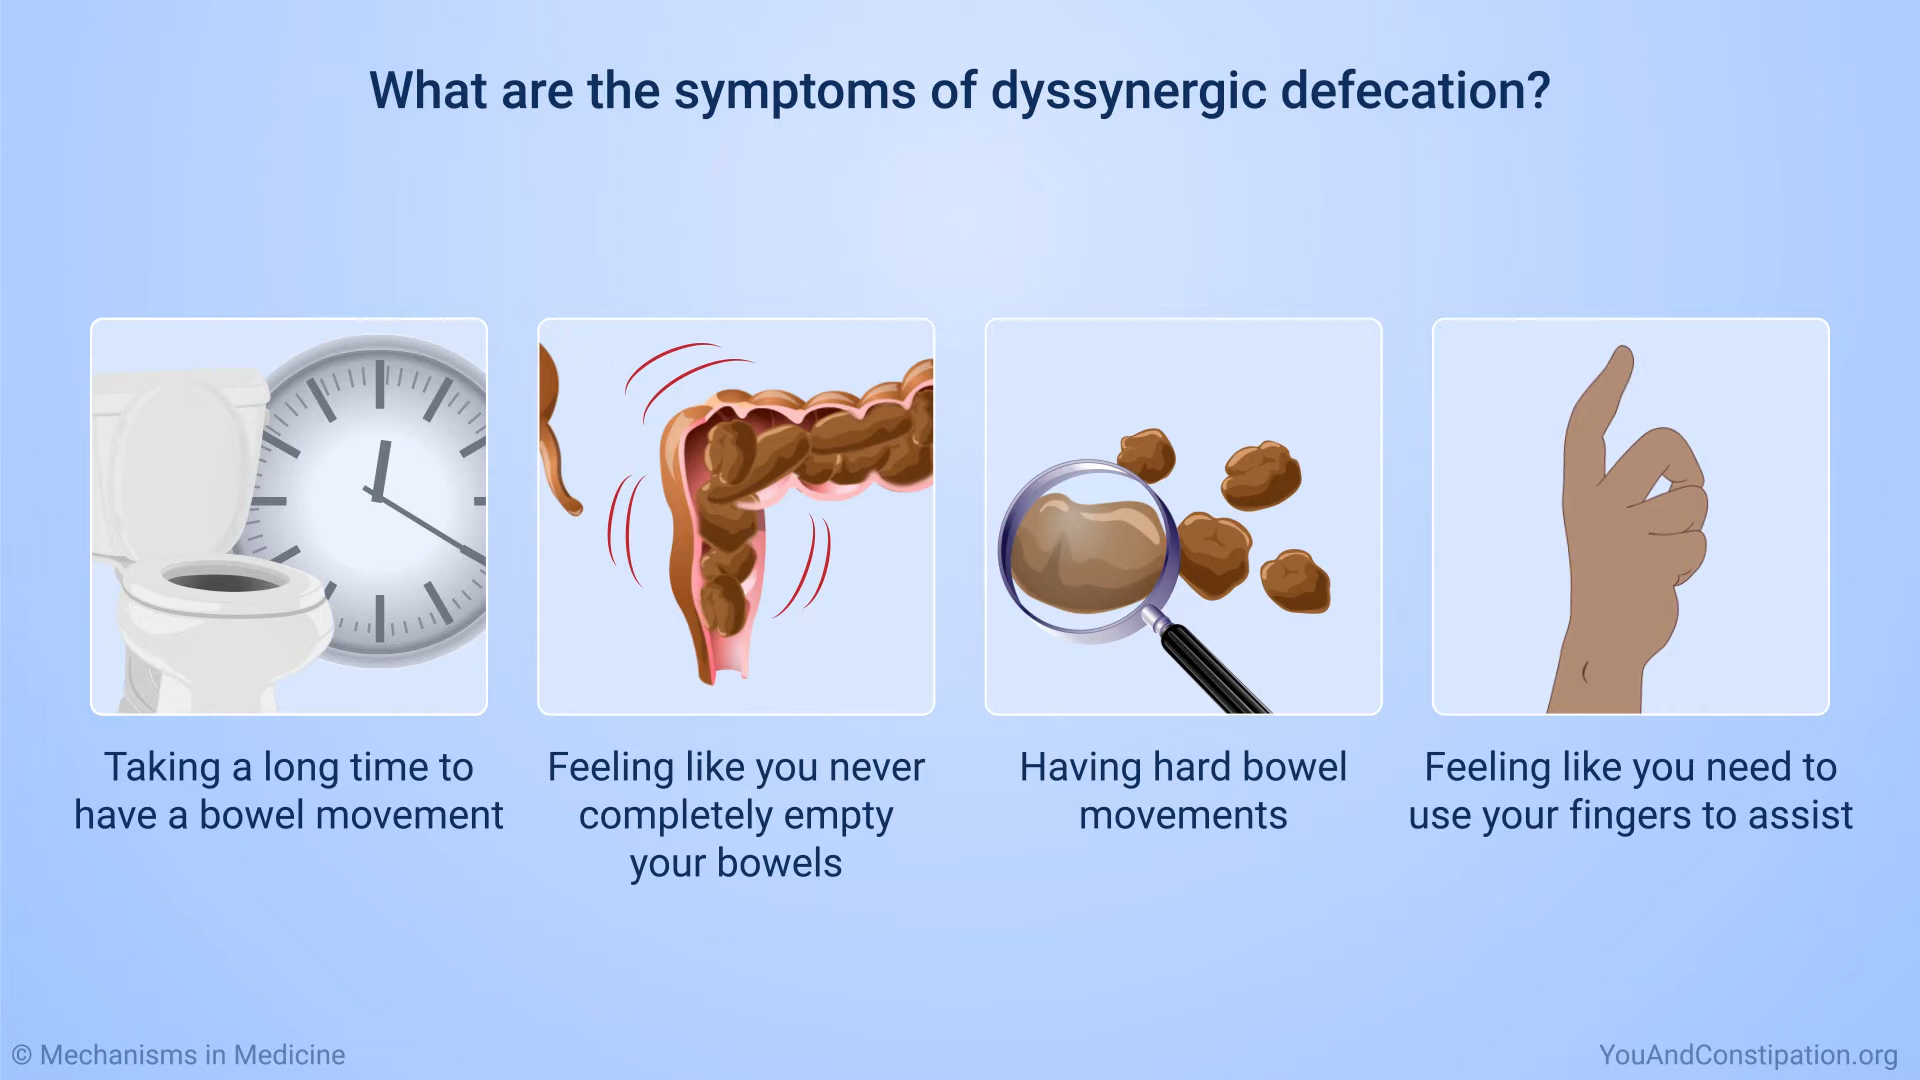 What are the symptoms of dyssynergic defecation?
Taking a long time to
have a bowel movement
Feeling like you never
completely empty
your bowels
Having hard bowel
movements
Feeling like you need to
use your fingers to assist
© Mechanisms in Medicine
YouAndConstipation.org